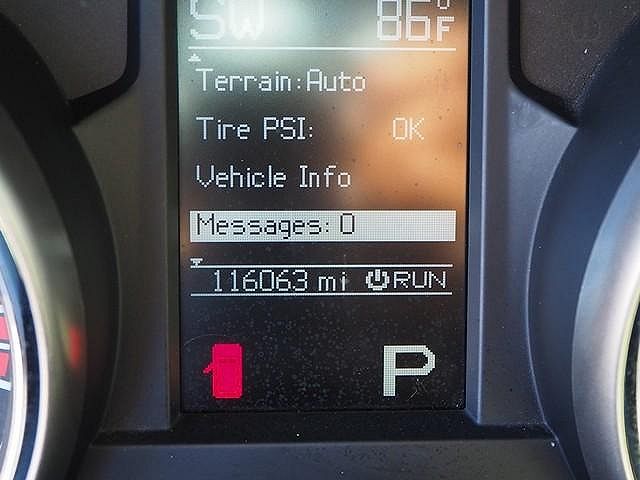 SW 86°F
Terrain:Auto
Tire PSI: OK
Vehicle Info
Messages: 0
116063 mi RUN
P